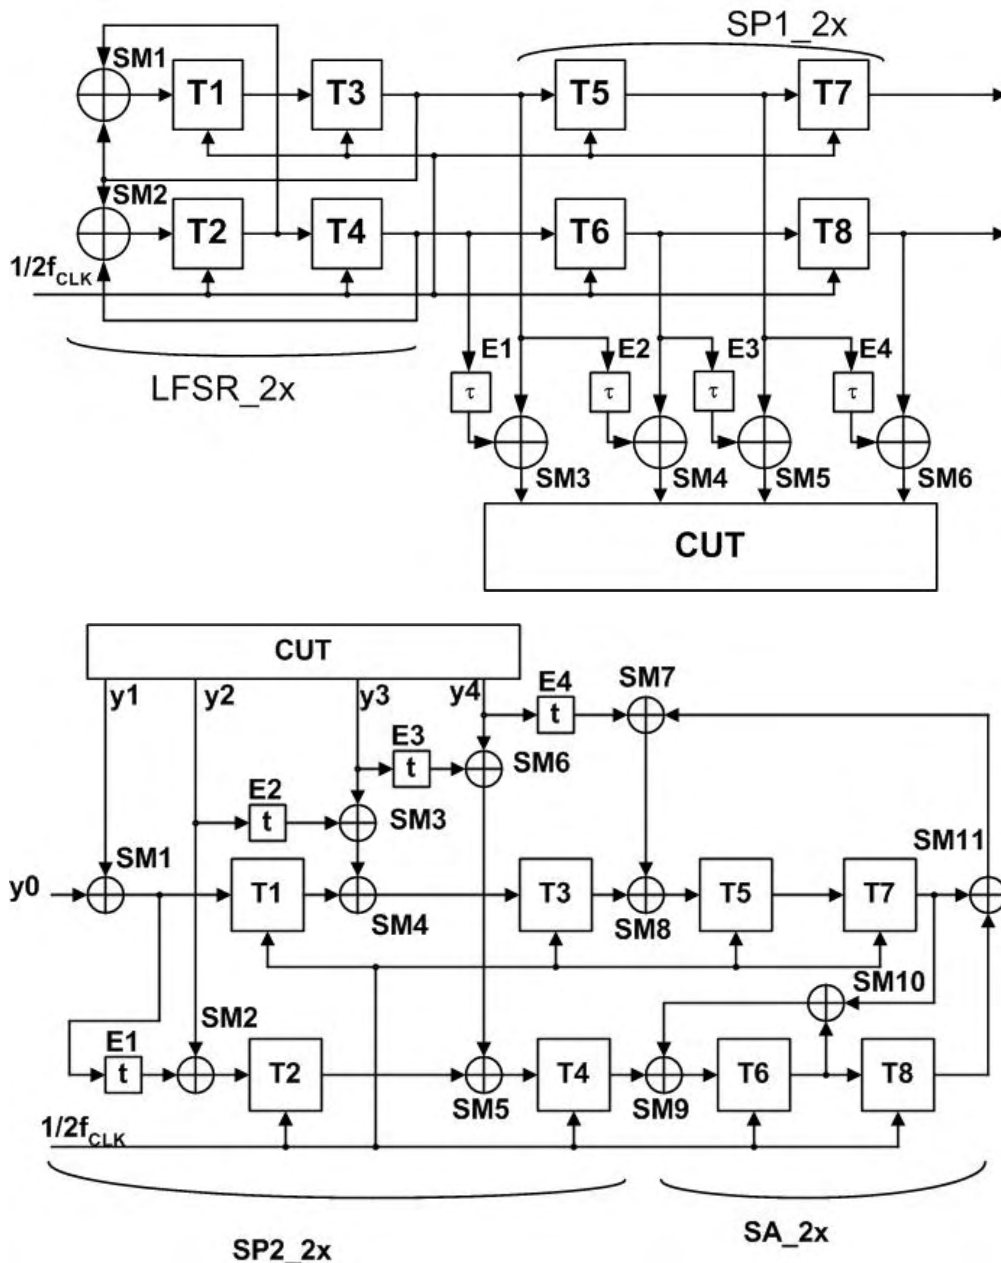 SP1_2x
SM1
T1 T3 T5 T7
SM2
T2 T4 T6 T8
1/2fCLK
E1 E2 E3 E4
LFSR_2x
τ τ τ τ
SM3 SM4 SM5 SM6
CUT
CUT
y1 y2 y3 y4
E4 SM7
t
E3
t SM6
E2
t SM3
SM1 SM11
y0
T1 T3 T5 T7
SM4 SM8
SM10
SM2
E1
t T2 T4 T6 T8
SM5 SM9
1/2fCLK
SP2_2x SA_2x